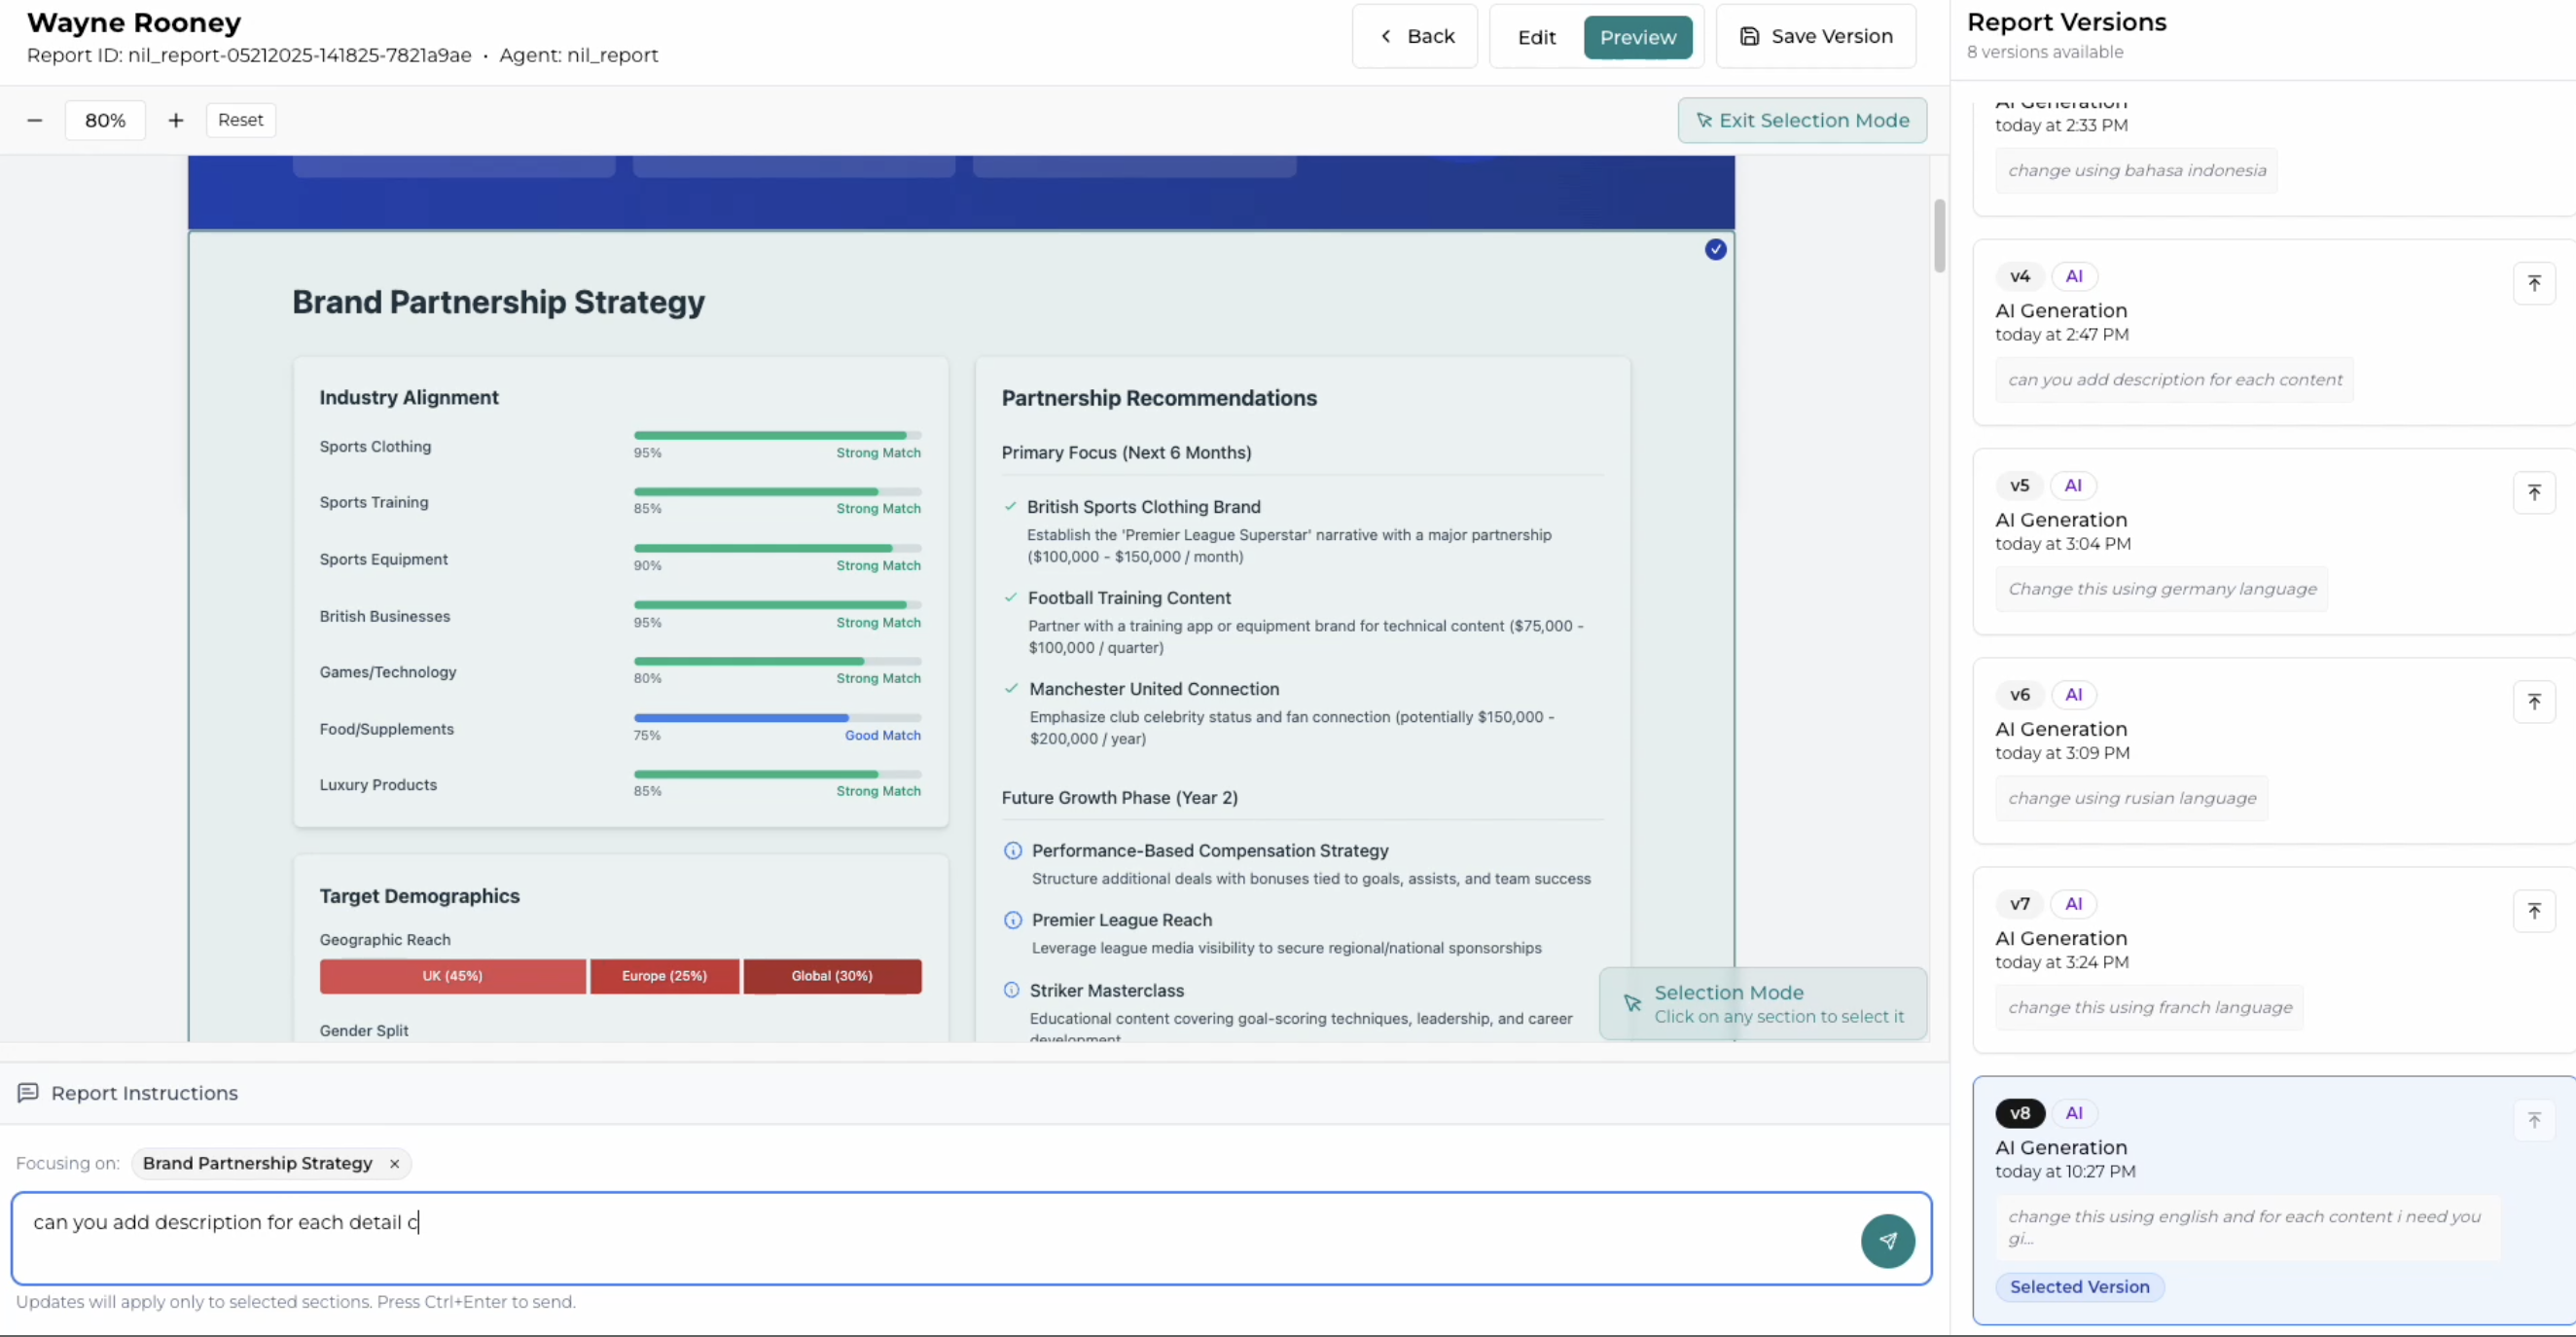 Wayne Rooney
Report ID: nil_report-05212025-141825-7821a9ae • Agent: nil_report
Back
Edit
Preview
Save Version
80%
Reset
Exit Selection Mode
Brand Partnership Strategy
Industry Alignment
Sports Clothing
95%
Strong Match
Sports Training
85%
Strong Match
Sports Equipment
90%
Strong Match
British Businesses
95%
Strong Match
Games/Technology
80%
Strong Match
Food/Supplements
75%
Good Match
Luxury Products
85%
Strong Match
Target Demographics
Geographic Reach
UK (45%)
Europe (25%)
Global (30%)
Gender Split
Partnership Recommendations
Primary Focus (Next 6 Months)
British Sports Clothing Brand
Establish the 'Premier League Superstar' narrative with a major partnership
($100,000 - $150,000 / month)
Football Training Content
Partner with a training app or equipment brand for technical content ($75,000 -
$100,000 / quarter)
Manchester United Connection
Emphasize club celebrity status and fan connection (potentially $150,000 -
$200,000 / year)
Future Growth Phase (Year 2)
Performance-Based Compensation Strategy
Structure additional deals with bonuses tied to goals, assists, and team success
Premier League Reach
Leverage league media visibility to secure regional/national sponsorships
Striker Masterclass
Educational content covering goal-scoring techniques, leadership, and career
development
Selection Mode
Click on any section to select it
Report Instructions
Focusing on:
Brand Partnership Strategy ×
can you add description for each detail c
Updates will apply only to selected sections. Press Ctrl+Enter to send.
Report Versions
8 versions available
AI Generation
today at 2:33 PM
change using bahasa indonesia
v4
AI
AI Generation
today at 2:47 PM
can you add description for each content
v5
AI
AI Generation
today at 3:04 PM
Change this using germany language
v6
AI
AI Generation
today at 3:09 PM
change using rusian language
v7
AI
AI Generation
today at 3:24 PM
change this using franch language
v8
AI
AI Generation
today at 10:27 PM
change this using english and for each content i need you
gi...
Selected Version